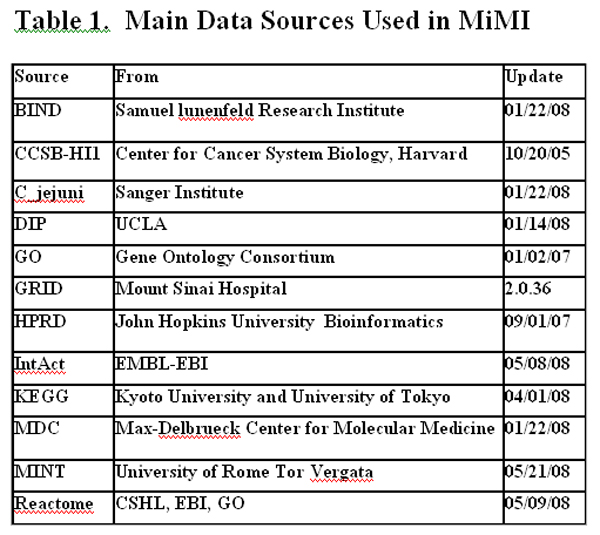 Table 1. Main Data Sources Used in MiMI
Source From Update
BIND Samuel lunenfeld Research Institute 01/22/08
CCSB-HI1 Center for Cancer System Biology, Harvard 10/20/05
C_jejuni Sanger Institute 01/22/08
DIP UCLA 01/14/08
GO Gene Ontology Consortium 01/02/07
GRID Mount Sinai Hospital 2.0.36
HPRD John Hopkins University Bioinformatics 09/01/07
IntAct EMBL-EBI 05/08/08
KEGG Kyoto University and University of Tokyo 04/01/08
MDC Max-Delbrueck Center for Molecular Medicine 01/22/08
MINT University of Rome Tor Vergata 05/21/08
Reactome CSHL, EBI, GO 05/09/08